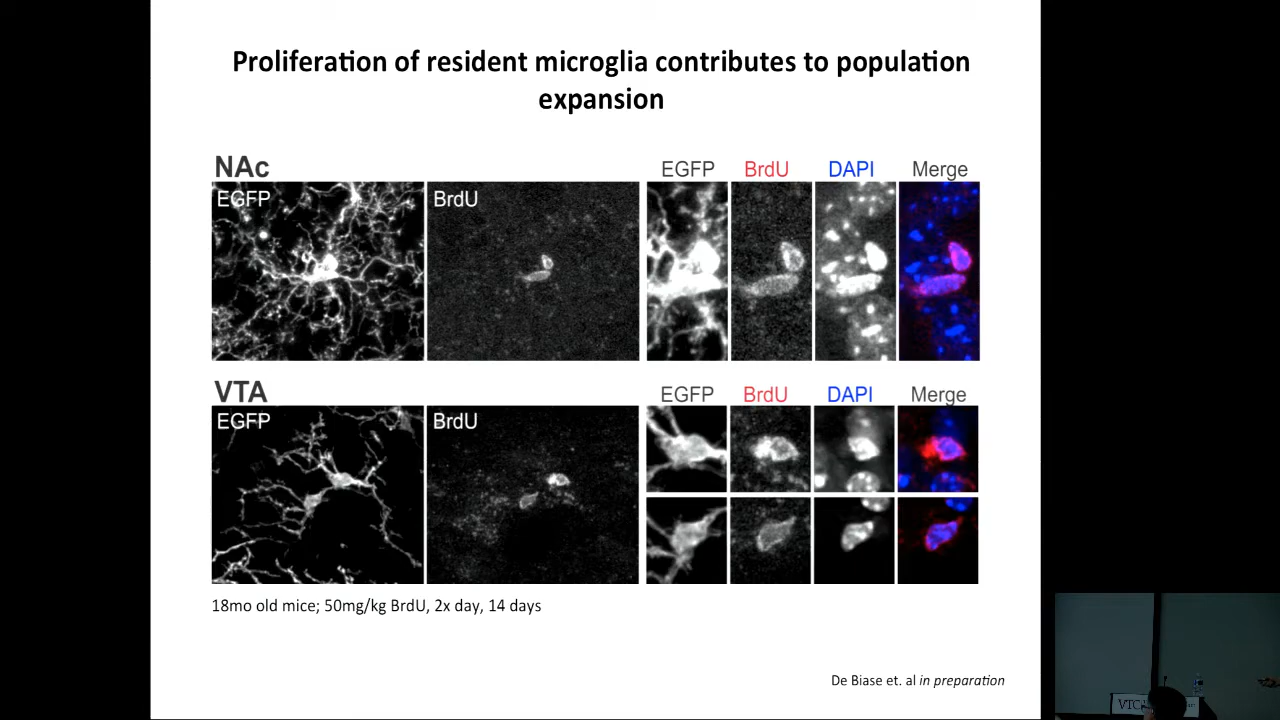 Proliferation of resident microglia contributes to population
expansion
NAc
EGFP BrdU DAPI Merge
EGFP
BrdU
VTA
EGFP BrdU DAPI Merge
EGFP
BrdU
18mo old mice; 50mg/kg BrdU, 2x day, 14 days
De Biase et. al in preparation
VTC